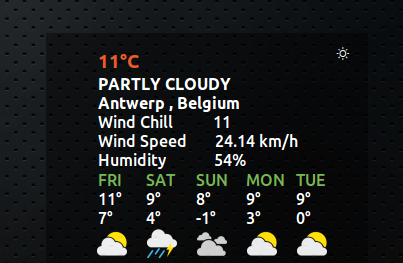 11°C
PARTLY CLOUDY
Antwerp , Belgium
Wind Chill 11
Wind Speed 24.14 km/h
Humidity 54%
FRI SAT SUN MON TUE
11° 9° 8° 9° 9°
7° 4° -1° 3° 0°